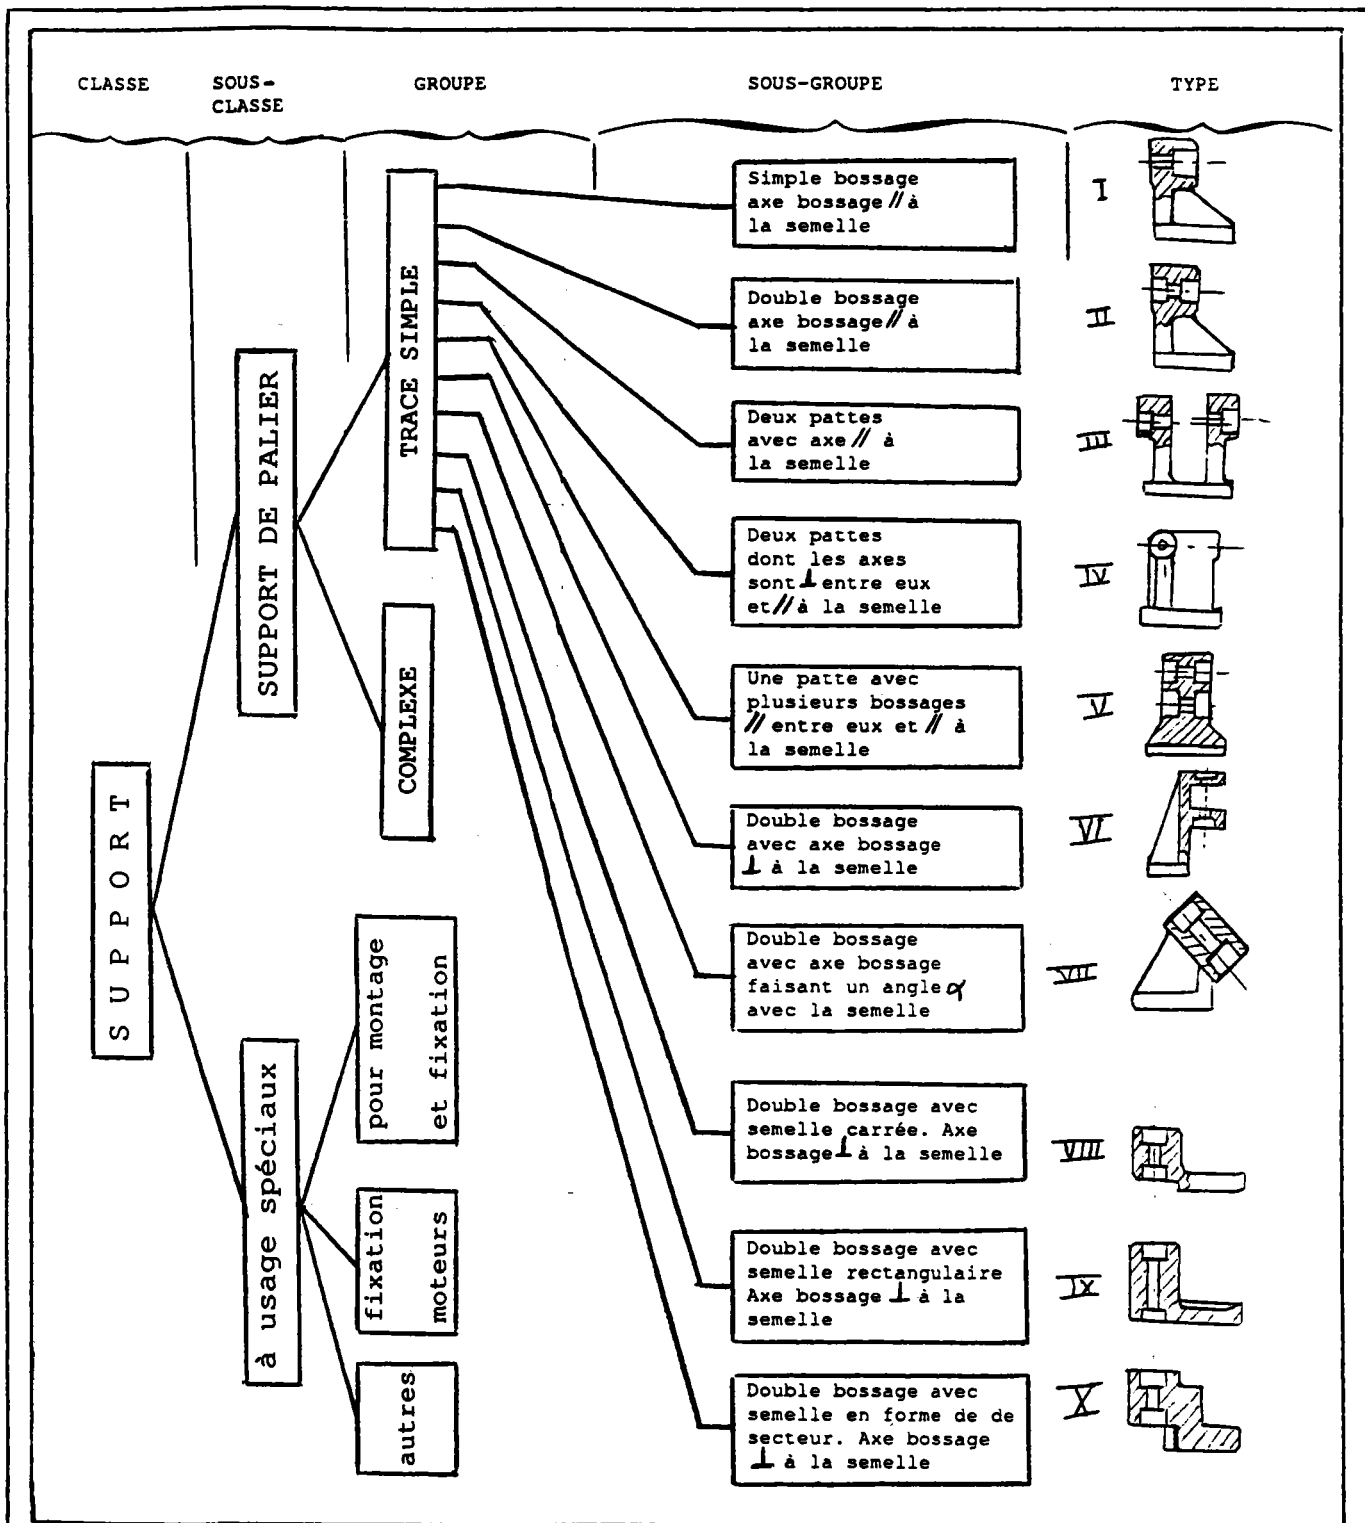 CLASSE
SOUS-
CLASSE
GROUPE
SOUS-GROUPE
TYPE
SUPPORT
SUPPORT DE PALIER
à usage spéciaux
TRACE SIMPLE
COMPLEXE
pour montage
et fixation
fixation
moteurs
autres
Simple bossage
axe bossage // à
la semelle
I
Double bossage
axe bossage // à
la semelle
II
Deux pattes
avec axe // à
la semelle
III
Deux pattes
dont les axes
sont ⊥ entre eux
et // à la semelle
IV
Une patte avec
plusieurs bossages
// entre eux et // à
la semelle
V
Double bossage
avec axe bossage
⊥ à la semelle
VI
Double bossage
avec axe bossage
faisant un angle α
avec la semelle
VII
Double bossage avec
semelle carrée. Axe
bossage ⊥ à la semelle
VIII
Double bossage avec
semelle rectangulaire
Axe bossage ⊥ à la
semelle
IX
Double bossage avec
semelle en forme de de
secteur. Axe bossage
⊥ à la semelle
X